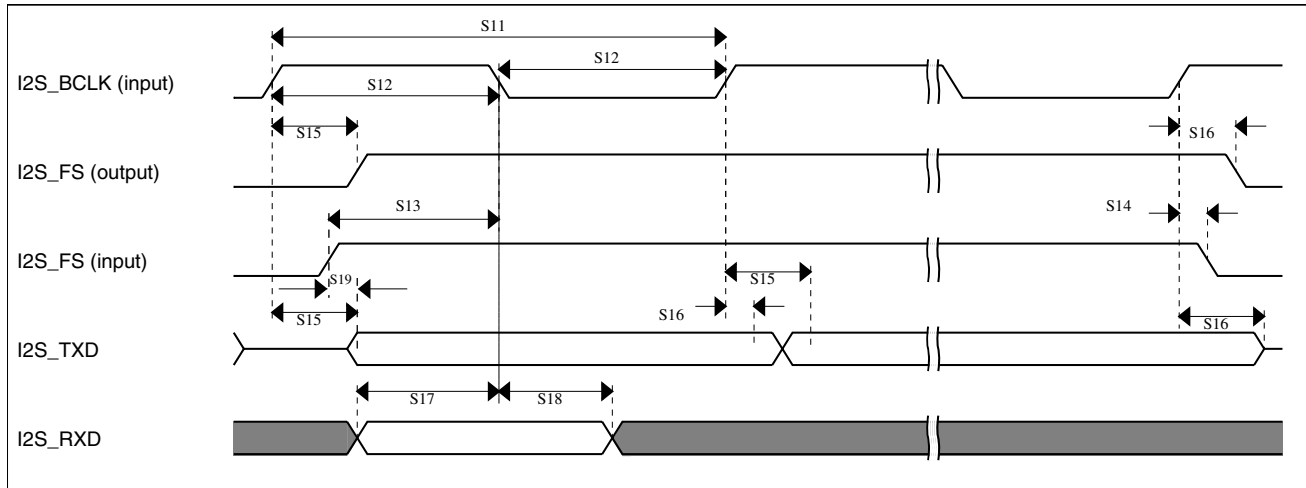 S11
S12
I2S_BCLK (input)
S12
S15
S16
I2S_FS (output)
S13
S14
I2S_FS (input)
S19
S15
S15
S16
S16
I2S_TXD
S17
S18
I2S_RXD